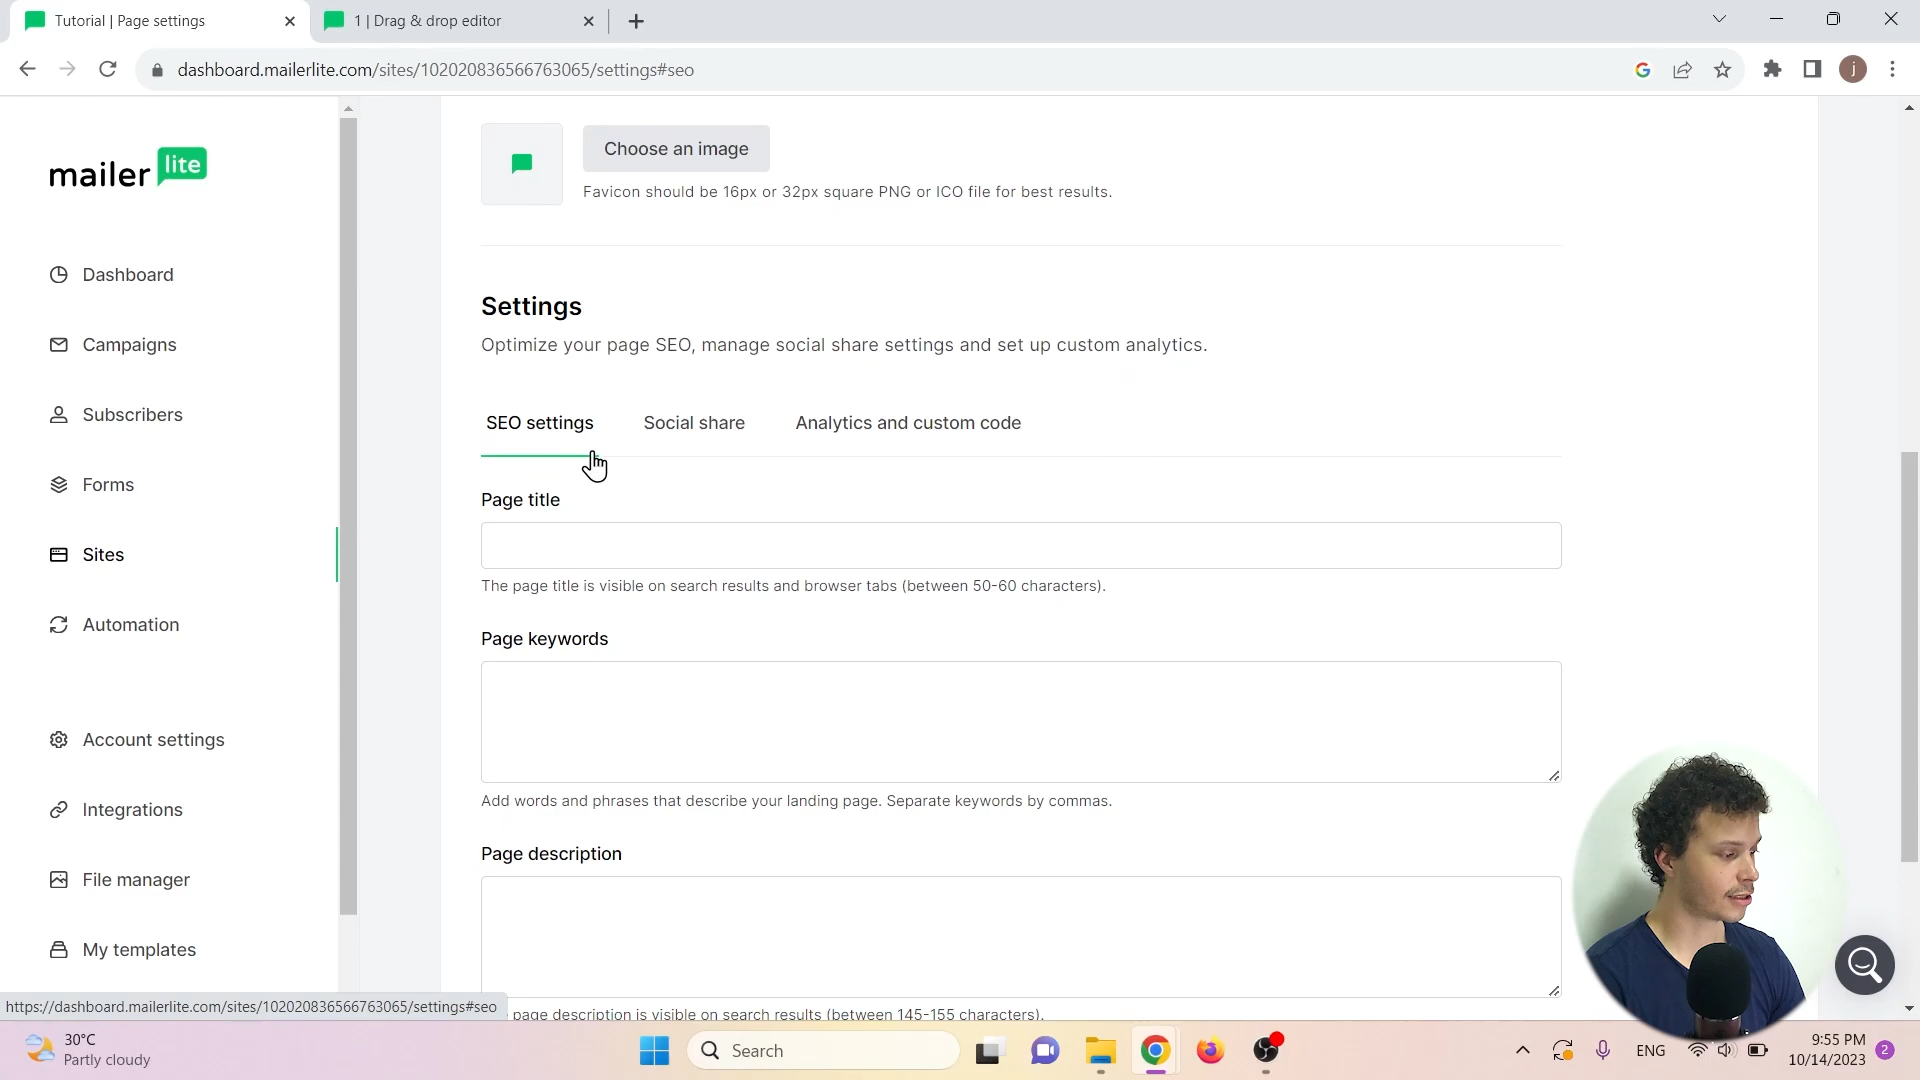 Tutorial | Page settings
1 | Drag & drop editor
dashboard.mailerlite.com/sites/102020836566763065/settings#seo
j
mailer lite
Choose an image
Favicon should be 16px or 32px square PNG or ICO file for best results.
Dashboard
Settings
Campaigns
Optimize your page SEO, manage social share settings and set up custom analytics.
Subscribers
SEO settings
Social share
Analytics and custom code
Forms
Page title
Sites
The page title is visible on search results and browser tabs (between 50-60 characters).
Automation
Page keywords
Account settings
Add words and phrases that describe your landing page. Separate keywords by commas.
Integrations
Page description
File manager
My templates
https://dashboard.mailerlite.com/sites/102020836566763065/settings#seo
page description is visible on search results (between 145-155 characters).
30°C
Partly cloudy
Search
ENG
9:55 PM
10/14/2023
2